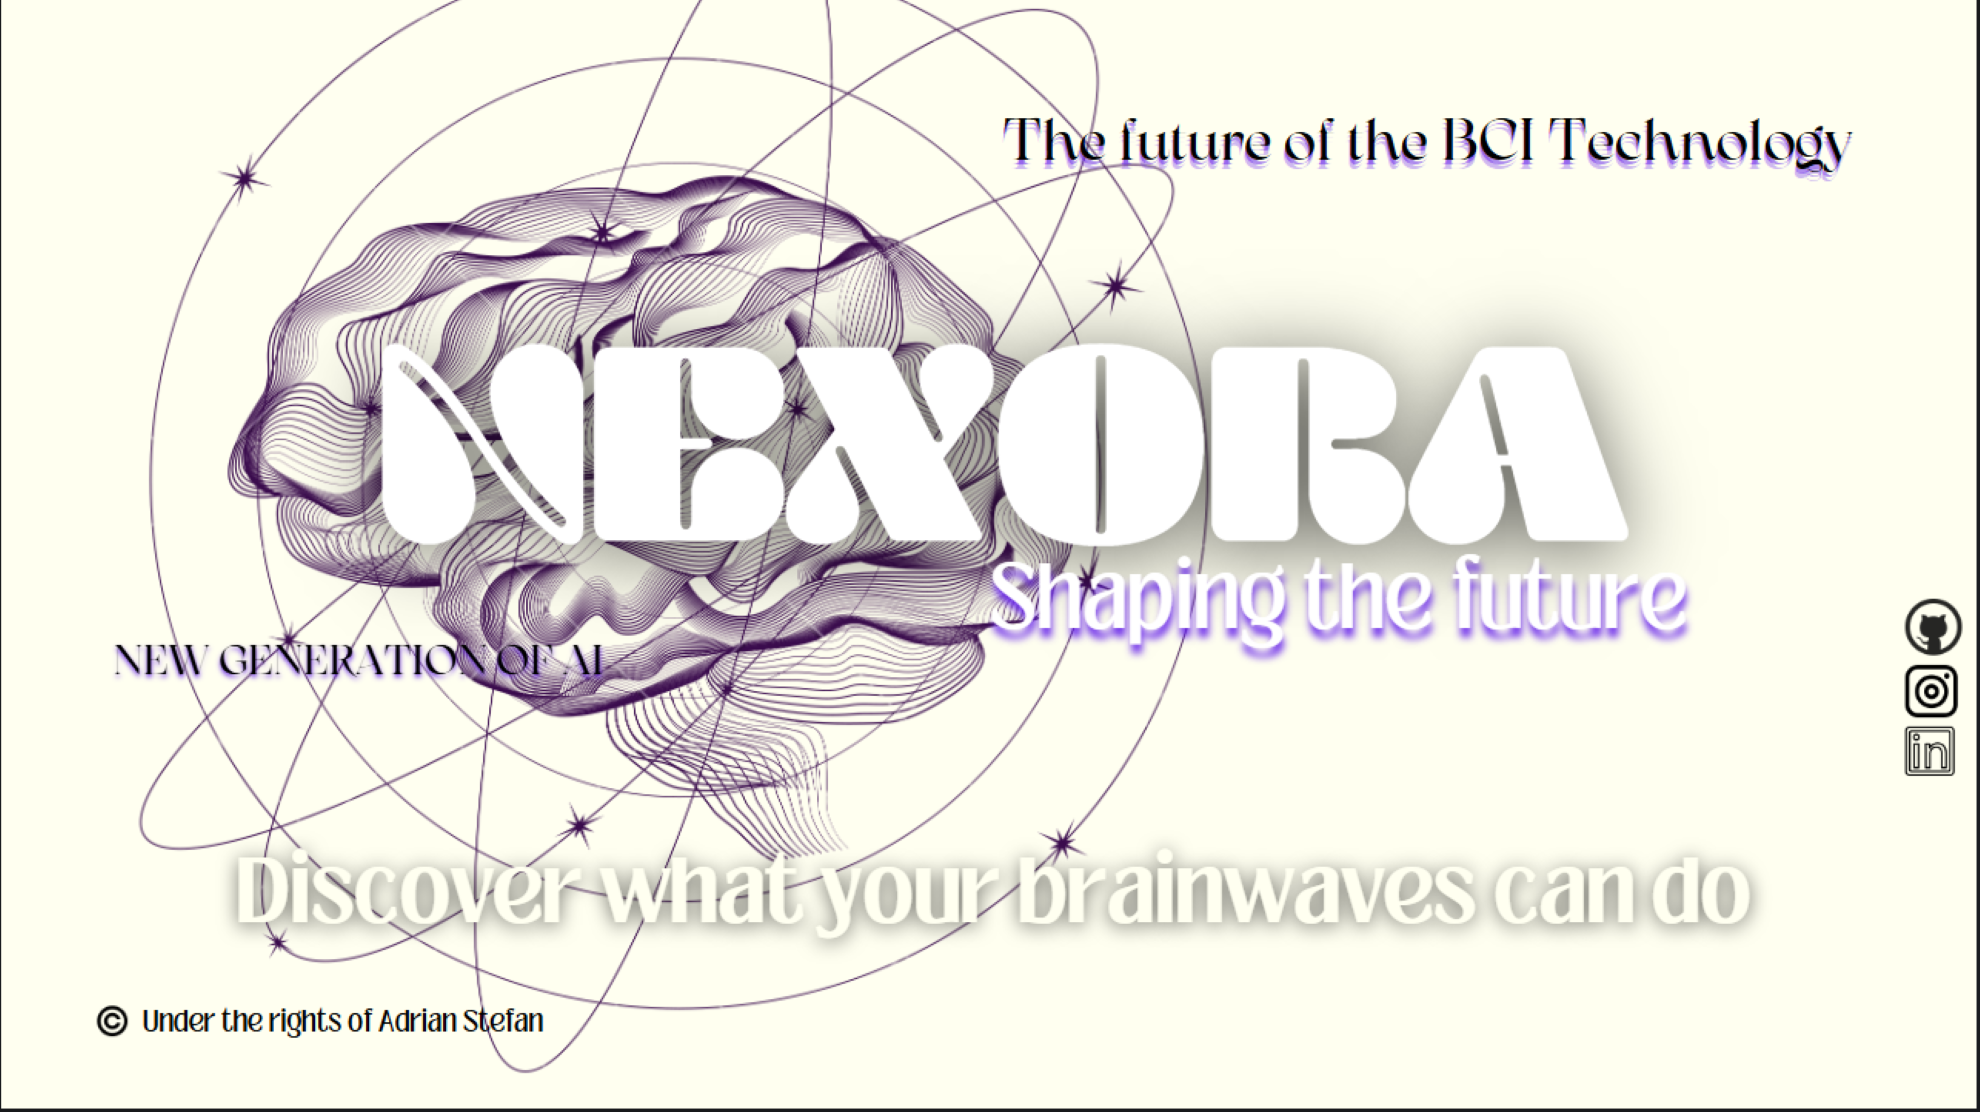 The future of the BCI Technology
NEXORA
Shaping the future
NEW GENERATION OF AI
in
Discover what your brainwaves can do
© Under the rights of Adrian Stefan